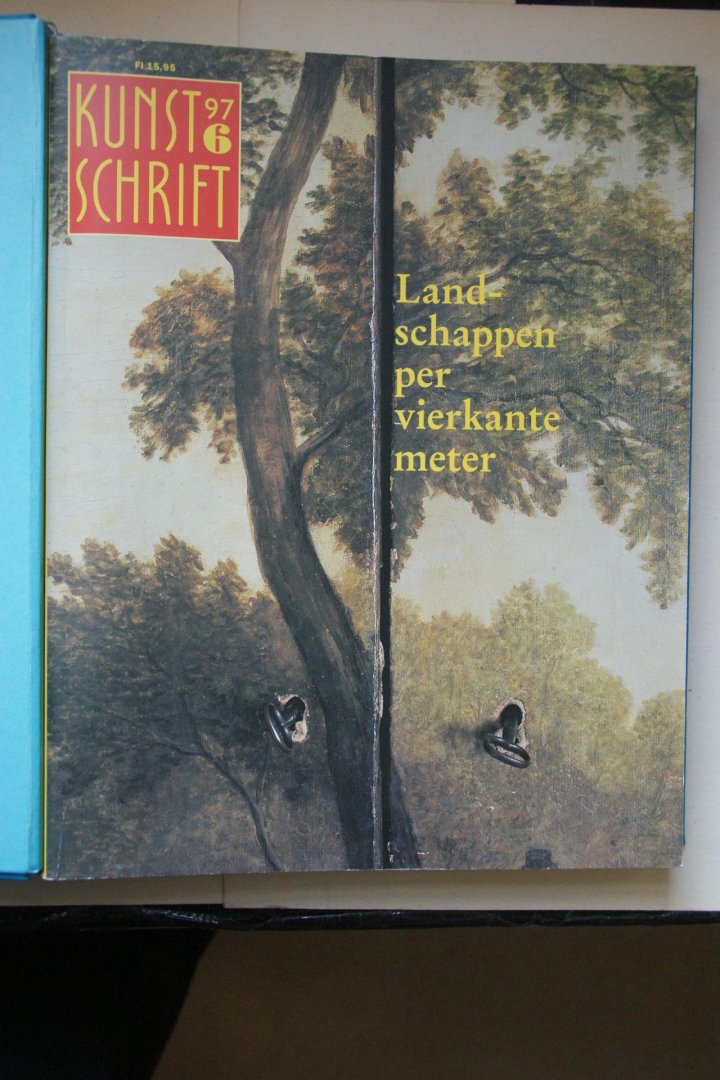 Fl 15,95
KUNST 97
6
SCHRIFT
Land-
schappen
per
vierkante
meter